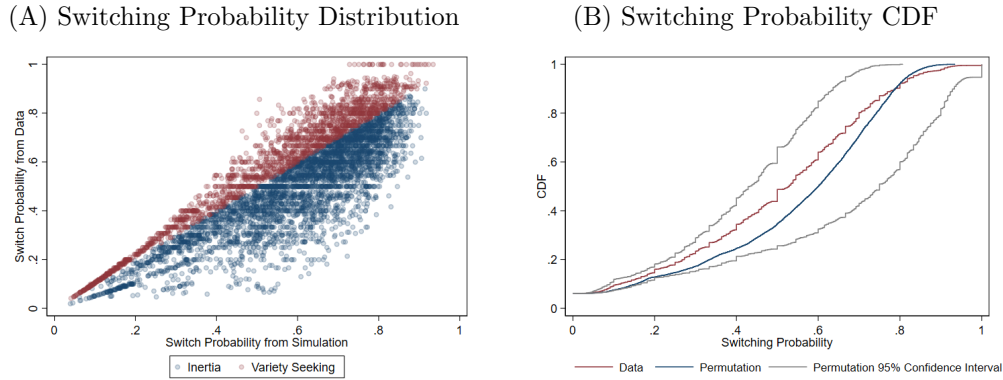 (A) Switching Probability Distribution
Switch Probability from Data
1
.8
.6
.4
.2
0
0 .2 .4 .6 .8 1
Switch Probability from Simulation
Inertia Variety Seeking
(B) Switching Probability CDF
CDF
1
.8
.6
.4
.2
0
0 .2 .4 .6 .8 1
Switching Probability
Data Permutation Permutation 95% Confidence Interval